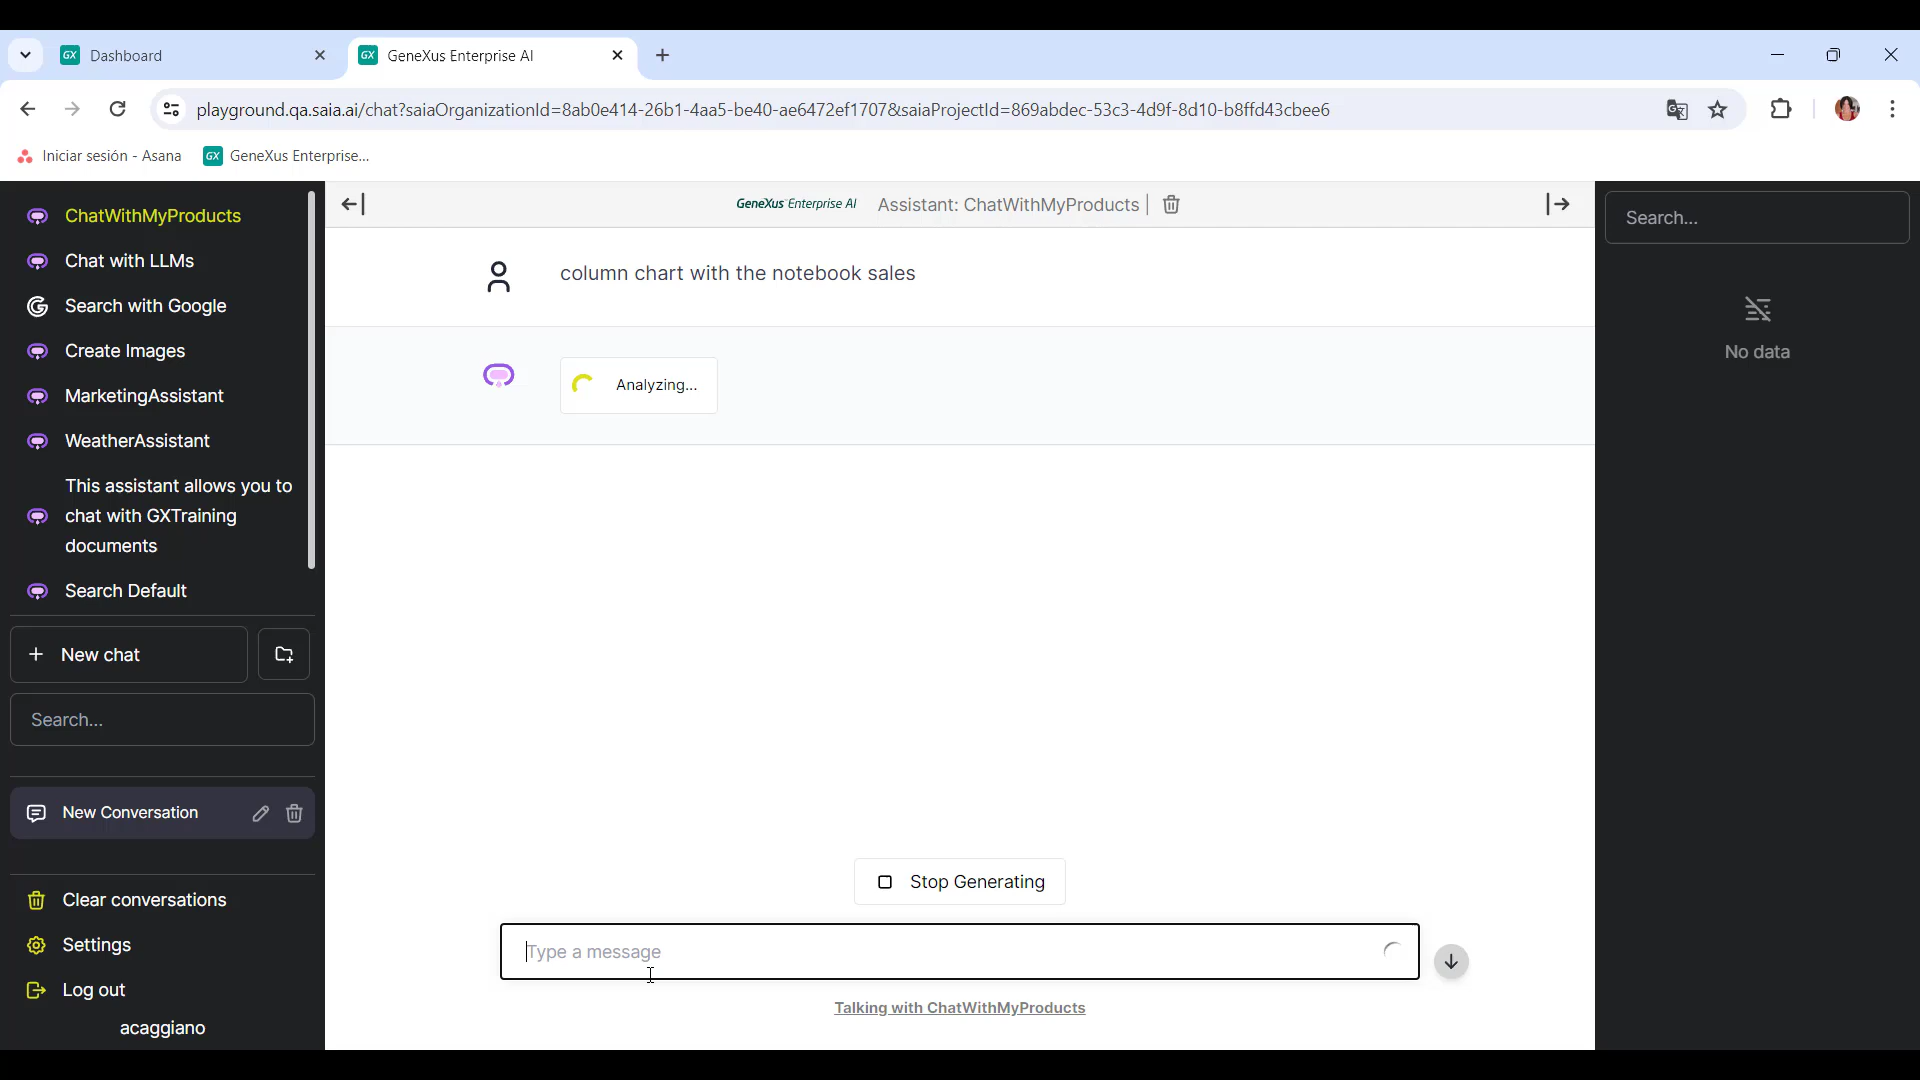 Dashboard
GeneXus Enterprise AI
playground.qa.saia.ai/chat?saiaOrganizationId=8ab0e414-26b1-4aa5-be40-ae6472ef1707&saiaProjectId=869abdec-53c3-4d9f-8d10-b8ffd43cbee6
Iniciar sesión - Asana
GX GeneXus Enterprise...
ChatWithMyProducts
Chat with LLMs
Search with Google
Create Images
MarketingAssistant
WeatherAssistant
This assistant allows you to
chat with GXTraining
documents
Search Default
New chat
Search...
New Conversation
Clear conversations
Settings
Log out
acaggiano
GeneXus Enterprise AI
Assistant: ChatWithMyProducts
column chart with the notebook sales
Analyzing...
Stop Generating
Type a message
Talking with ChatWithMyProducts
Search...
No data